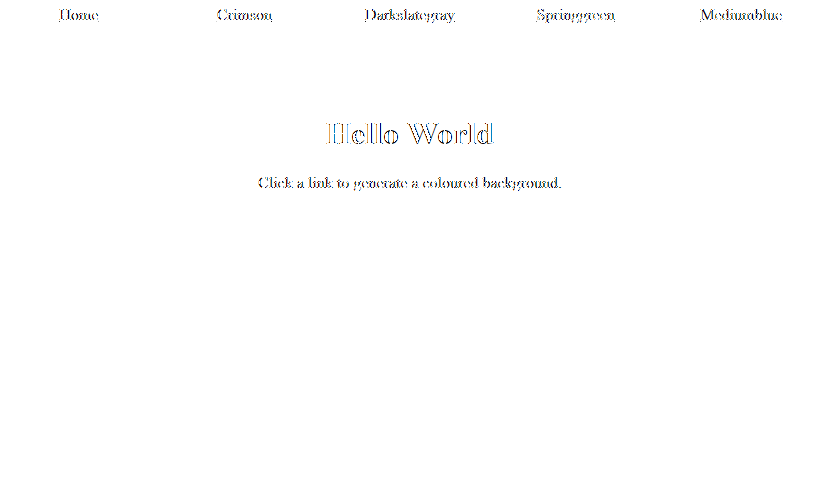 Home Crimson Darkslategray Springgreen Mediumblue
Hello World
Click a link to generate a coloured background.